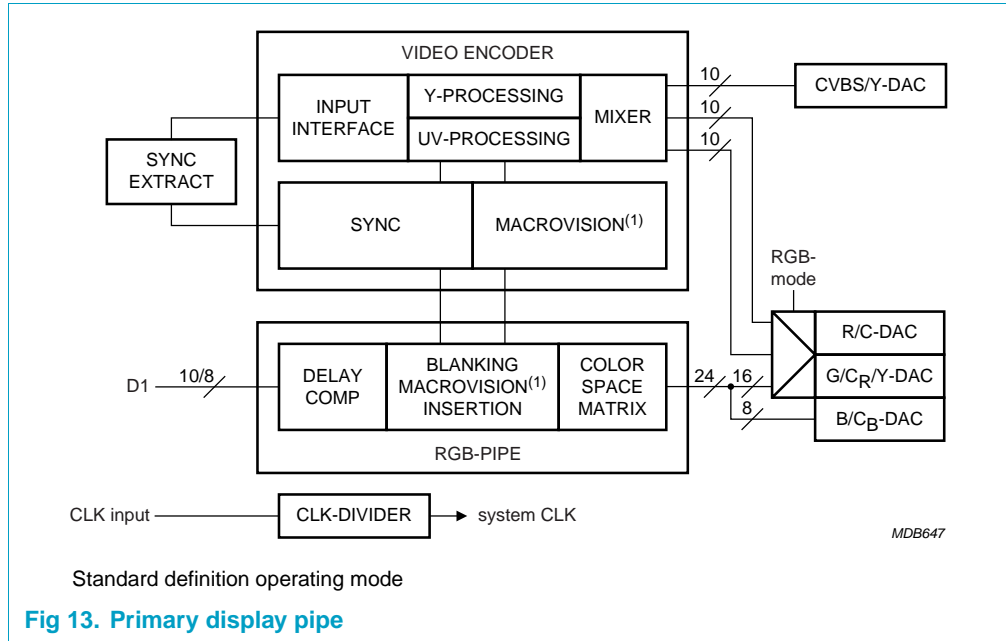 VIDEO ENCODER
10
CVBS/Y-DAC
INPUT
INTERFACE
Y-PROCESSING
UV-PROCESSING
MIXER
10
10
SYNC
EXTRACT
SYNC
MACROVISION(1)
RGB-
mode
R/C-DAC
G/CR/Y-DAC
B/CB-DAC
D1
10/8
DELAY
COMP
BLANKING
MACROVISION(1)
INSERTION
COLOR
SPACE
MATRIX
24
16
8
RGB-PIPE
CLK input
CLK-DIVIDER
system CLK
MDB647
Standard definition operating mode
Fig 13. Primary display pipe